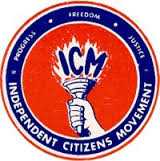 PROGRESS • FREEDOM • JUSTICE
ICM
INDEPENDENT CITIZENS MOVEMENT